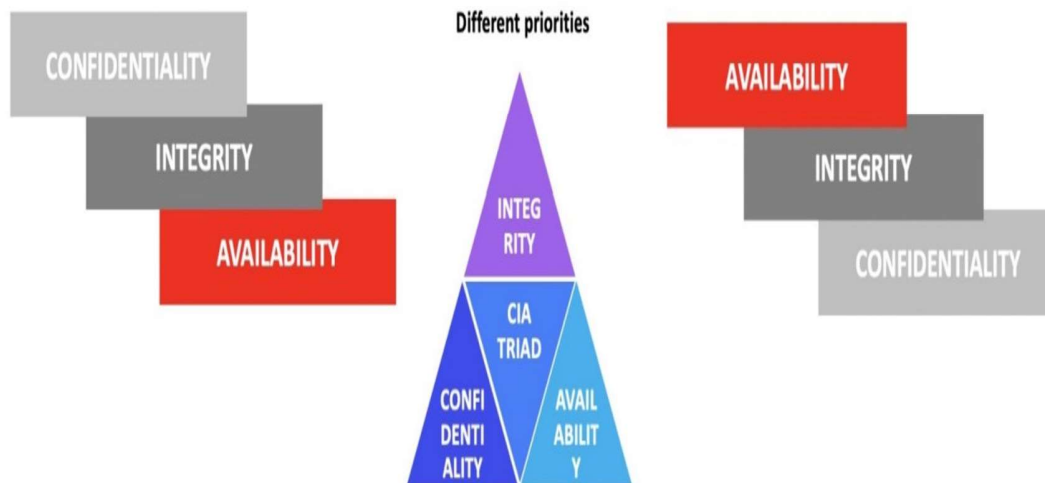 Different priorities
CONFIDENTIALITY
INTEGRITY
AVAILABILITY
INTEG
RITY
CIA
TRIAD
CONFI
DENTI
ALITY
AVAIL
ABILIT
Y
AVAILABILITY
INTEGRITY
CONFIDENTIALITY